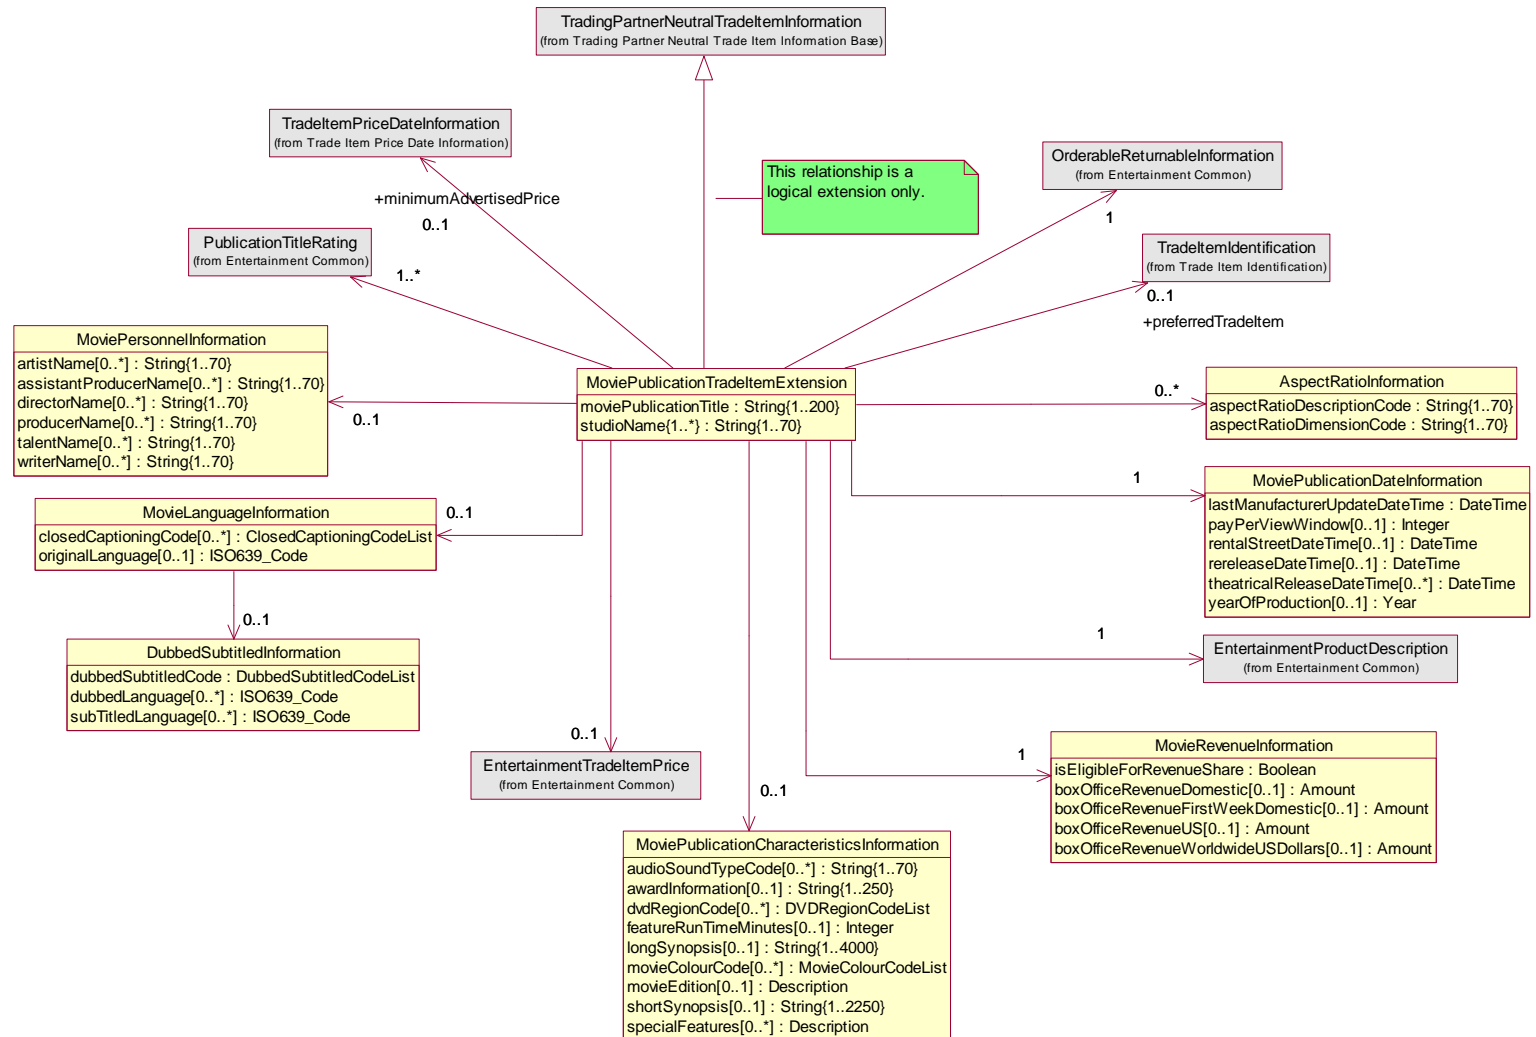 TradingPartnerNeutralTradeItemInformation
(from Trading Partner Neutral Trade Item Information Base)
TradeItemPriceDateInformation
(from Trade Item Price Date Information)
This relationship is a
logical extension only.
OrderableReturnableInformation
(from Entertainment Common)
+minimumAdvertisedPrice
0..1
1
PublicationTitleRating
(from Entertainment Common)
1..*
TradeItemIdentification
(from Trade Item Identification)
0..1
+preferredTradeItem
MoviePersonnelInformation
artistName[0..*] : String{1..70}
assistantProducerName[0..*] : String{1..70}
directorName[0..*] : String{1..70}
producerName[0..*] : String{1..70}
talentName[0..*] : String{1..70}
writerName[0..*] : String{1..70}
0..1
MoviePublicationTradeItemExtension
moviePublicationTitle : String{1..200}
studioName{1..*} : String{1..70}
0..*
AspectRatioInformation
aspectRatioDescriptionCode : String{1..70}
aspectRatioDimensionCode : String{1..70}
1
MoviePublicationDateInformation
lastManufacturerUpdateDateTime : DateTime
payPerViewWindow[0..1] : Integer
rentalStreetDateTime[0..1] : DateTime
rereleaseDateTime[0..1] : DateTime
theatricalReleaseDateTime[0..*] : DateTime
yearOfProduction[0..1] : Year
MovieLanguageInformation
closedCaptioningCode[0..*] : ClosedCaptioningCodeList
originalLanguage[0..1] : ISO639_Code
0..1
0..1
DubbedSubtitledInformation
dubbedSubtitledCode : DubbedSubtitledCodeList
dubbedLanguage[0..*] : ISO639_Code
subTitledLanguage[0..*] : ISO639_Code
1
EntertainmentProductDescription
(from Entertainment Common)
0..1
EntertainmentTradeItemPrice
(from Entertainment Common)
0..1
1
MovieRevenueInformation
isEligibleForRevenueShare : Boolean
boxOfficeRevenueDomestic[0..1] : Amount
boxOfficeRevenueFirstWeekDomestic[0..1] : Amount
boxOfficeRevenueUS[0..1] : Amount
boxOfficeRevenueWorldwideUSDollars[0..1] : Amount
MoviePublicationCharacteristicsInformation
audioSoundTypeCode[0..*] : String{1..70}
awardInformation[0..1] : String{1..250}
dvdRegionCode[0..*] : DVDRegionCodeList
featureRunTimeMinutes[0..1] : Integer
longSynopsis[0..1] : String{1..4000}
movieColourCode[0..*] : MovieColourCodeList
movieEdition[0..1] : Description
shortSynopsis[0..1] : String{1..2250}
specialFeatures[0..*] : Description